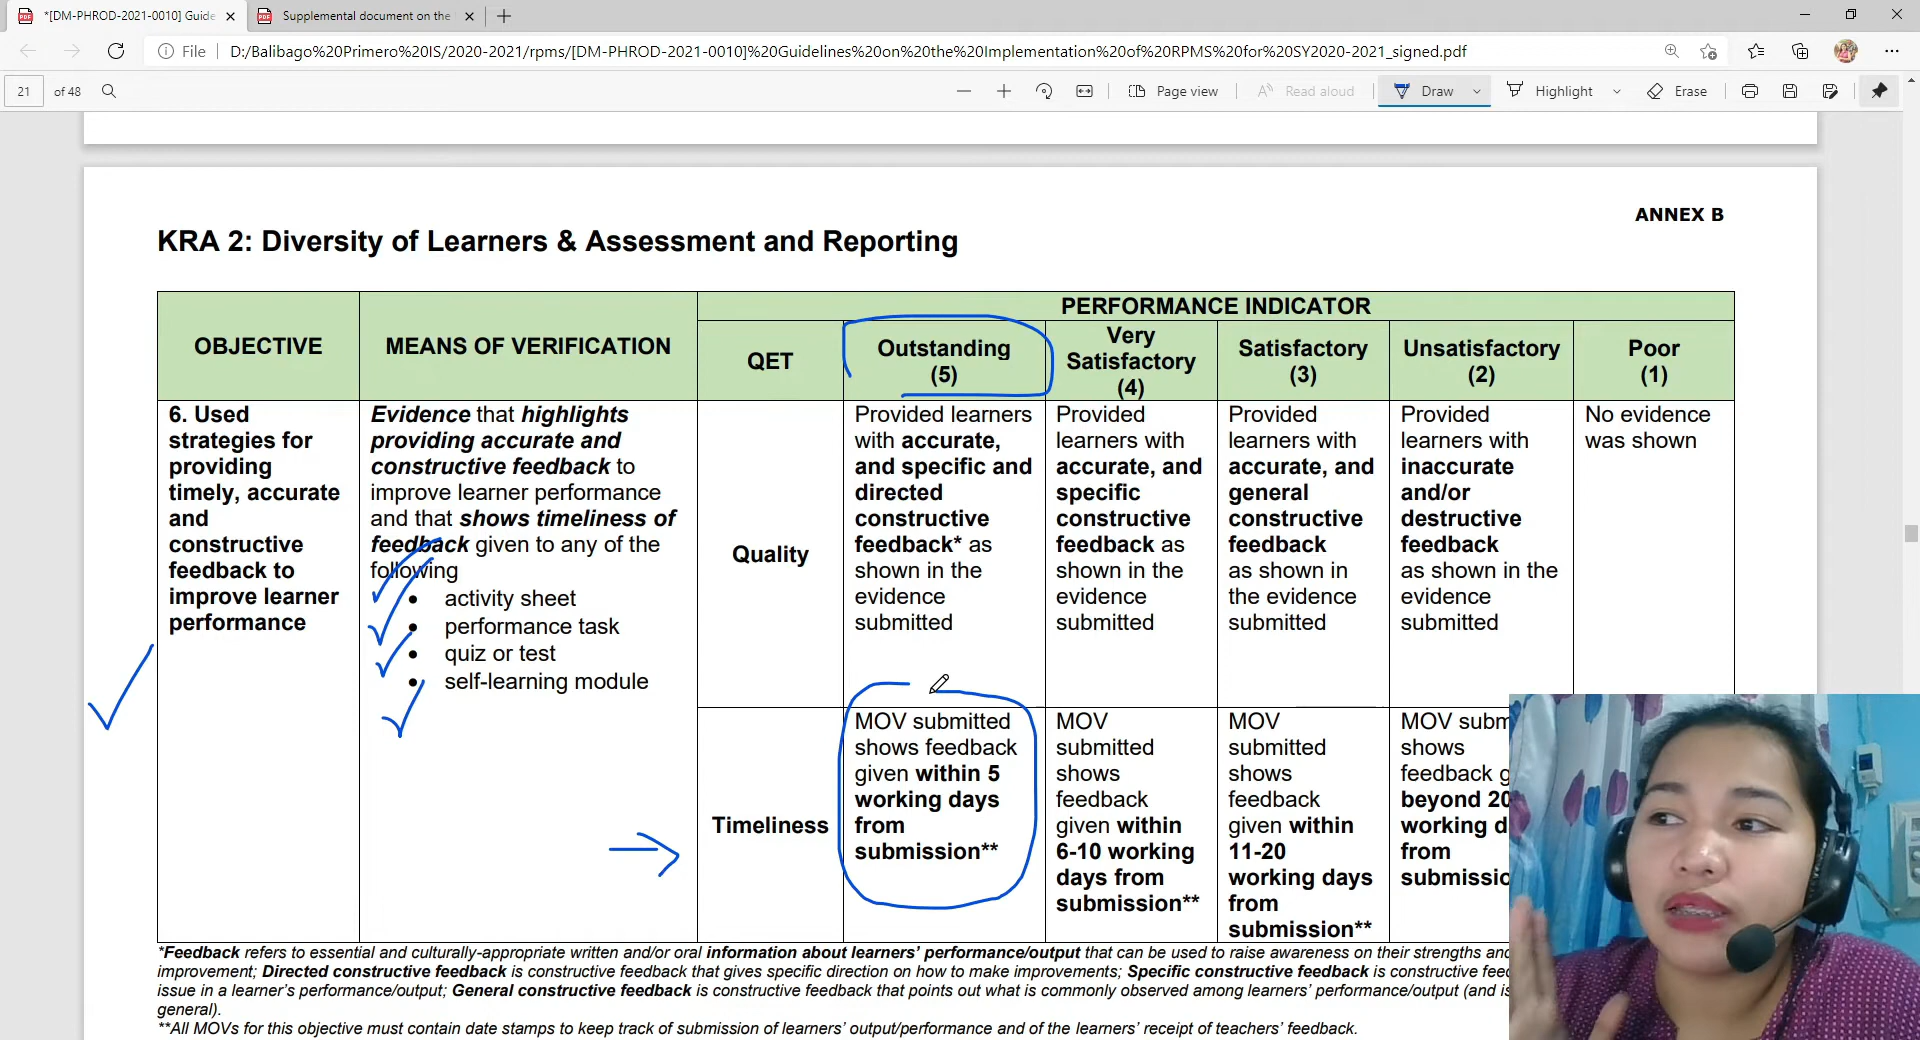 *[DM-PHROD-2021-0010] Guide
Supplemental document on the
File
D:/Balibago%20Primero%20IS/2020-2021/rpms/[DM-PHROD-2021-0010]%20Guidelines%20on%20the%20Implementation%20of%20RPMS%20for%20SY2020-2021_signed.pdf
21 of 48
Page view
Read aloud
Draw
Highlight
Erase
ANNEX B
KRA 2: Diversity of Learners & Assessment and Reporting
OBJECTIVE
MEANS OF VERIFICATION
PERFORMANCE INDICATOR
QET
Outstanding
(5)
Very
Satisfactory
(4)
Satisfactory
(3)
Unsatisfactory
(2)
Poor
(1)
6. Used
strategies for
providing
timely, accurate
and
constructive
feedback to
improve learner
performance
Evidence that highlights
providing accurate and
constructive feedback to
improve learner performance
and that shows timeliness of
feedback given to any of the
following
• activity sheet
• performance task
• quiz or test
• self-learning module
Quality
Provided learners
with accurate,
and specific and
directed
constructive
feedback* as
shown in the
evidence
submitted
Provided
learners with
accurate, and
specific
constructive
feedback as
shown in the
evidence
submitted
Provided
learners with
accurate, and
general
constructive
feedback
as shown in
the evidence
submitted
Provided
learners with
inaccurate
and/or
destructive
feedback
as shown in the
evidence
submitted
No evidence
was shown
Timeliness
MOV submitted
shows feedback
given within 5
working days
from
submission**
MOV
submitted
shows
feedback
given within
6-10 working
days from
submission**
MOV
submitted
shows
feedback
given within
11-20
working days
from
submission**
MOV subm
shows
feedback g
beyond 20
working d
from
submissio
*Feedback refers to essential and culturally-appropriate written and/or oral information about learners' performance/output that can be used to raise awareness on their strengths and
improvement; Directed constructive feedback is constructive feedback that gives specific direction on how to make improvements; Specific constructive feedback is constructive feed
issue in a learner's performance/output; General constructive feedback is constructive feedback that points out what is commonly observed among learners' performance/output (and is
general).
**All MOVs for this objective must contain date stamps to keep track of submission of learners' output/performance and of the learners' receipt of teachers' feedback.